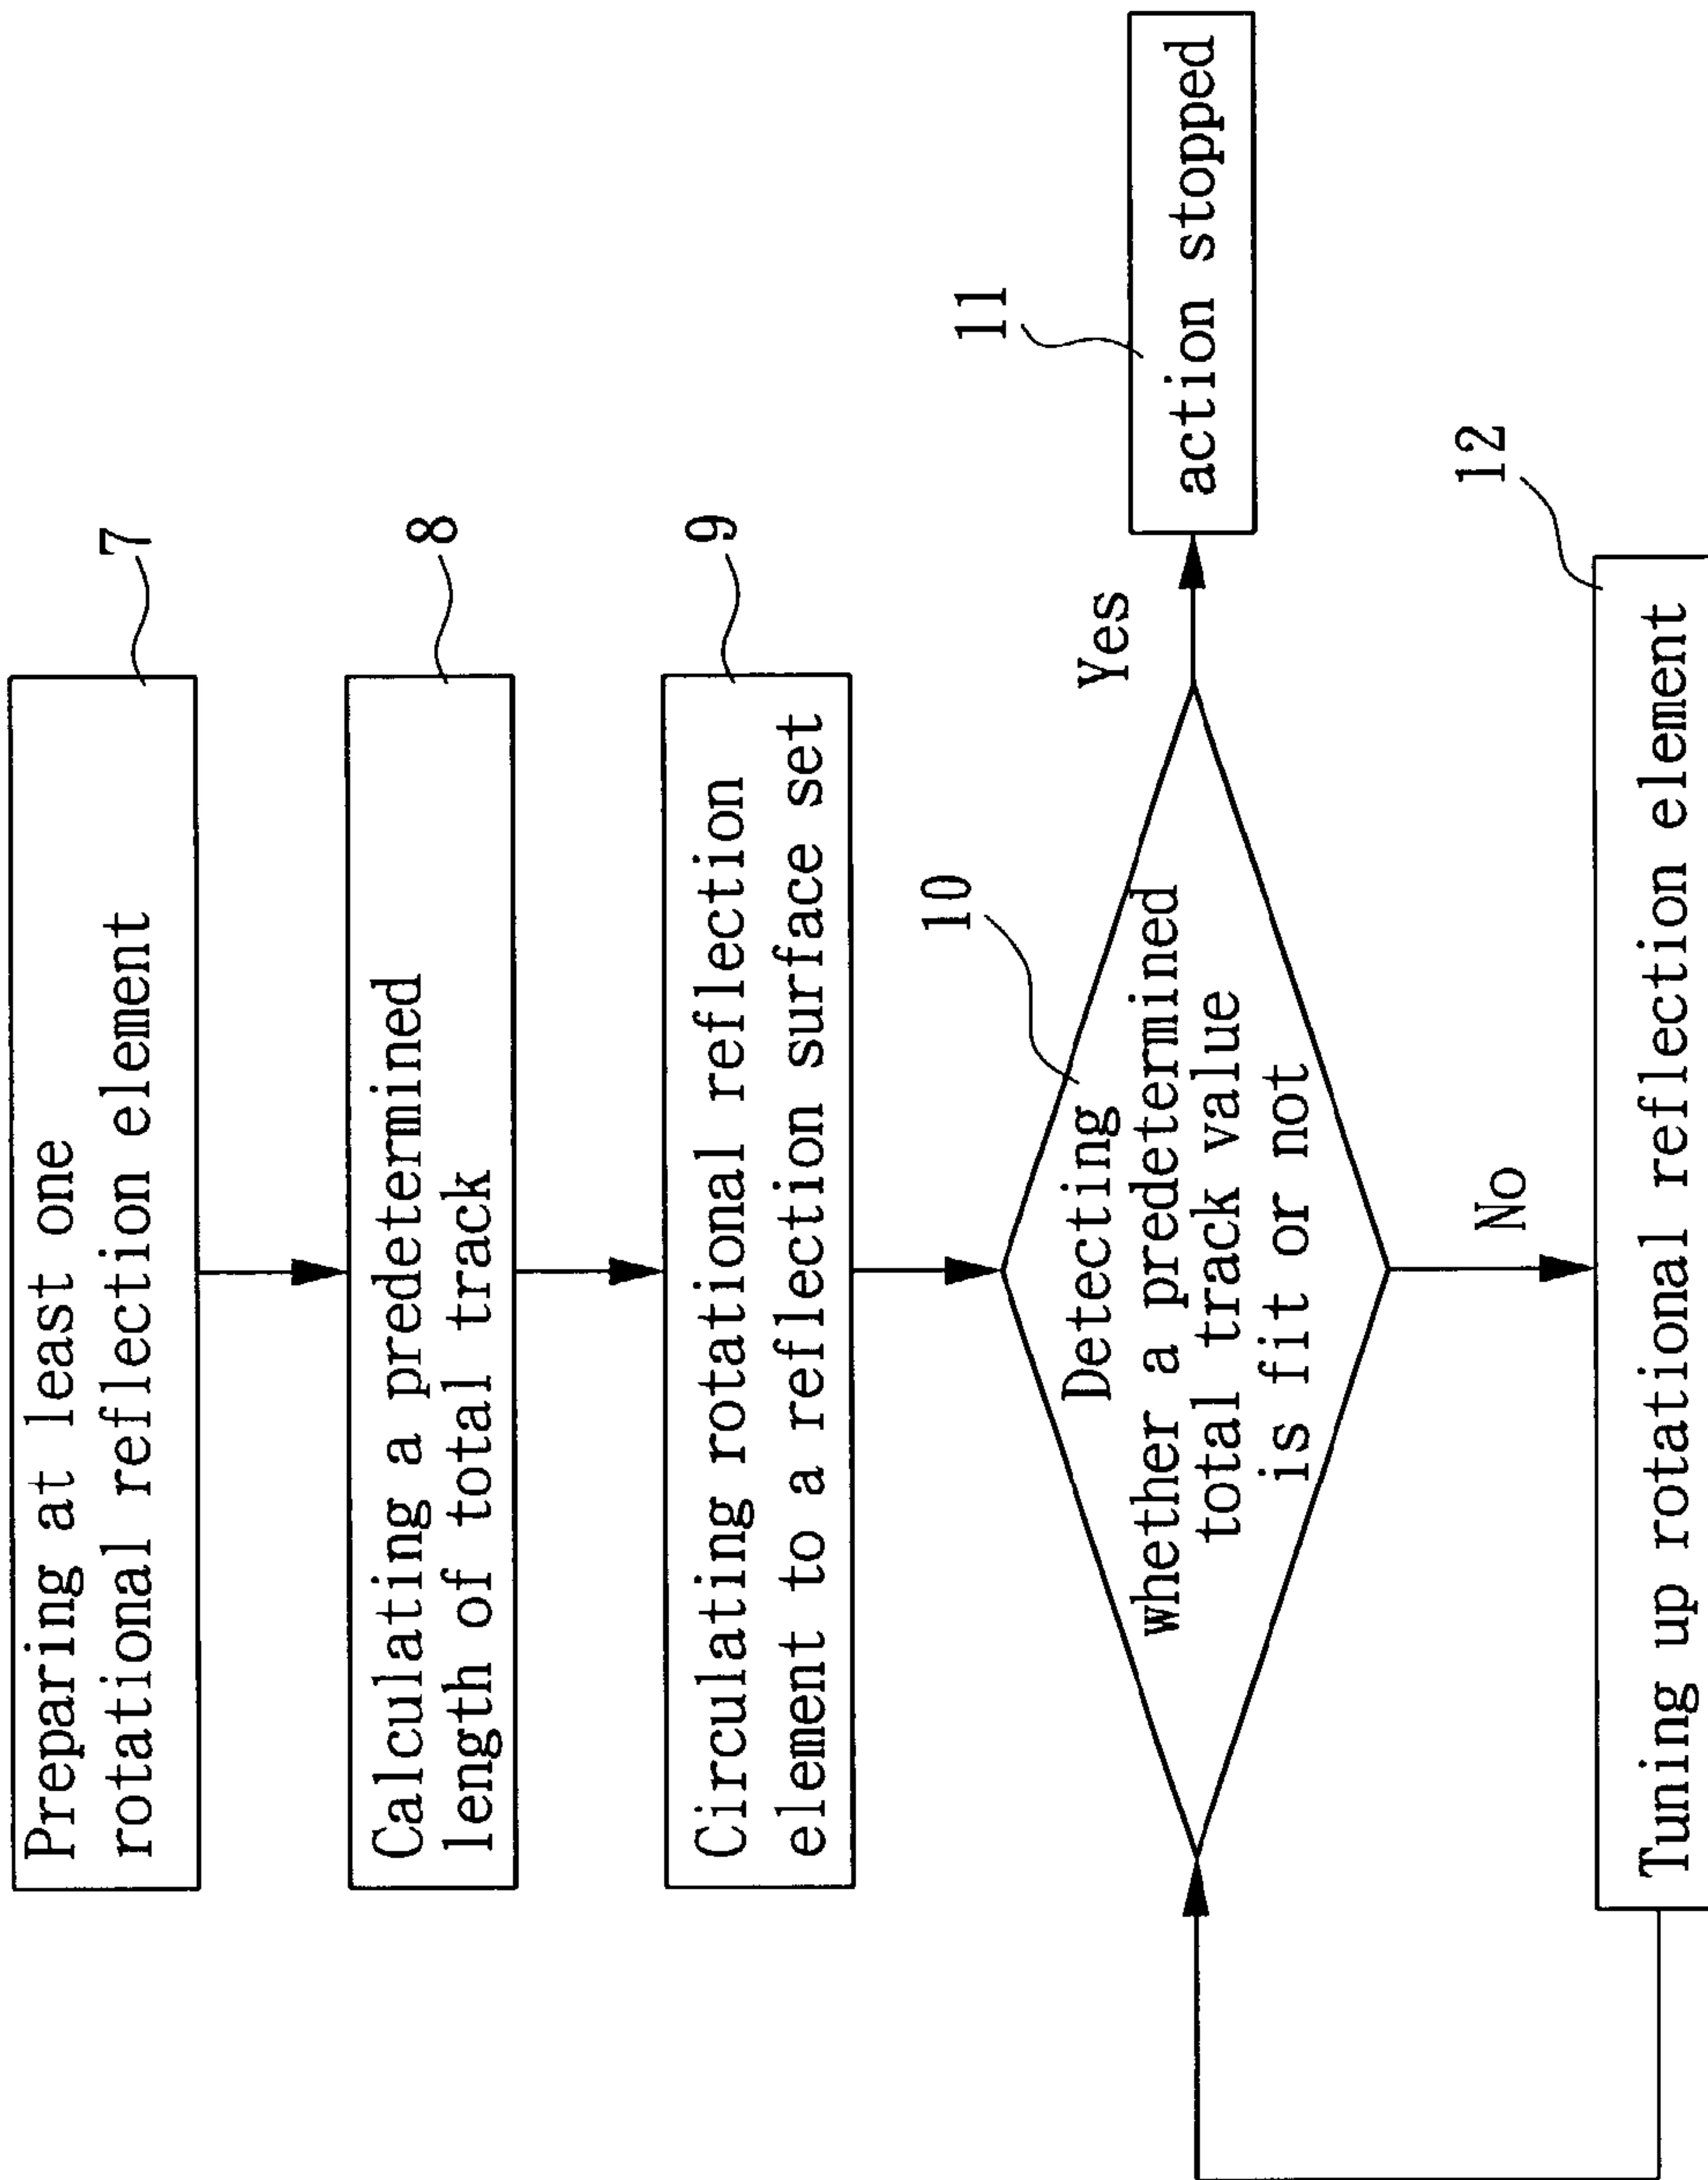 7
Preparing at least one
rotational reflection element
8
Calculating a predetermined
length of total track
9
Circulating rotational reflection
element to a reflection surface set
10
Detecting
whether a predetermined
total track value
is fit or not
Yes
11
action stopped
No
12
Tuning up rotational reflection element